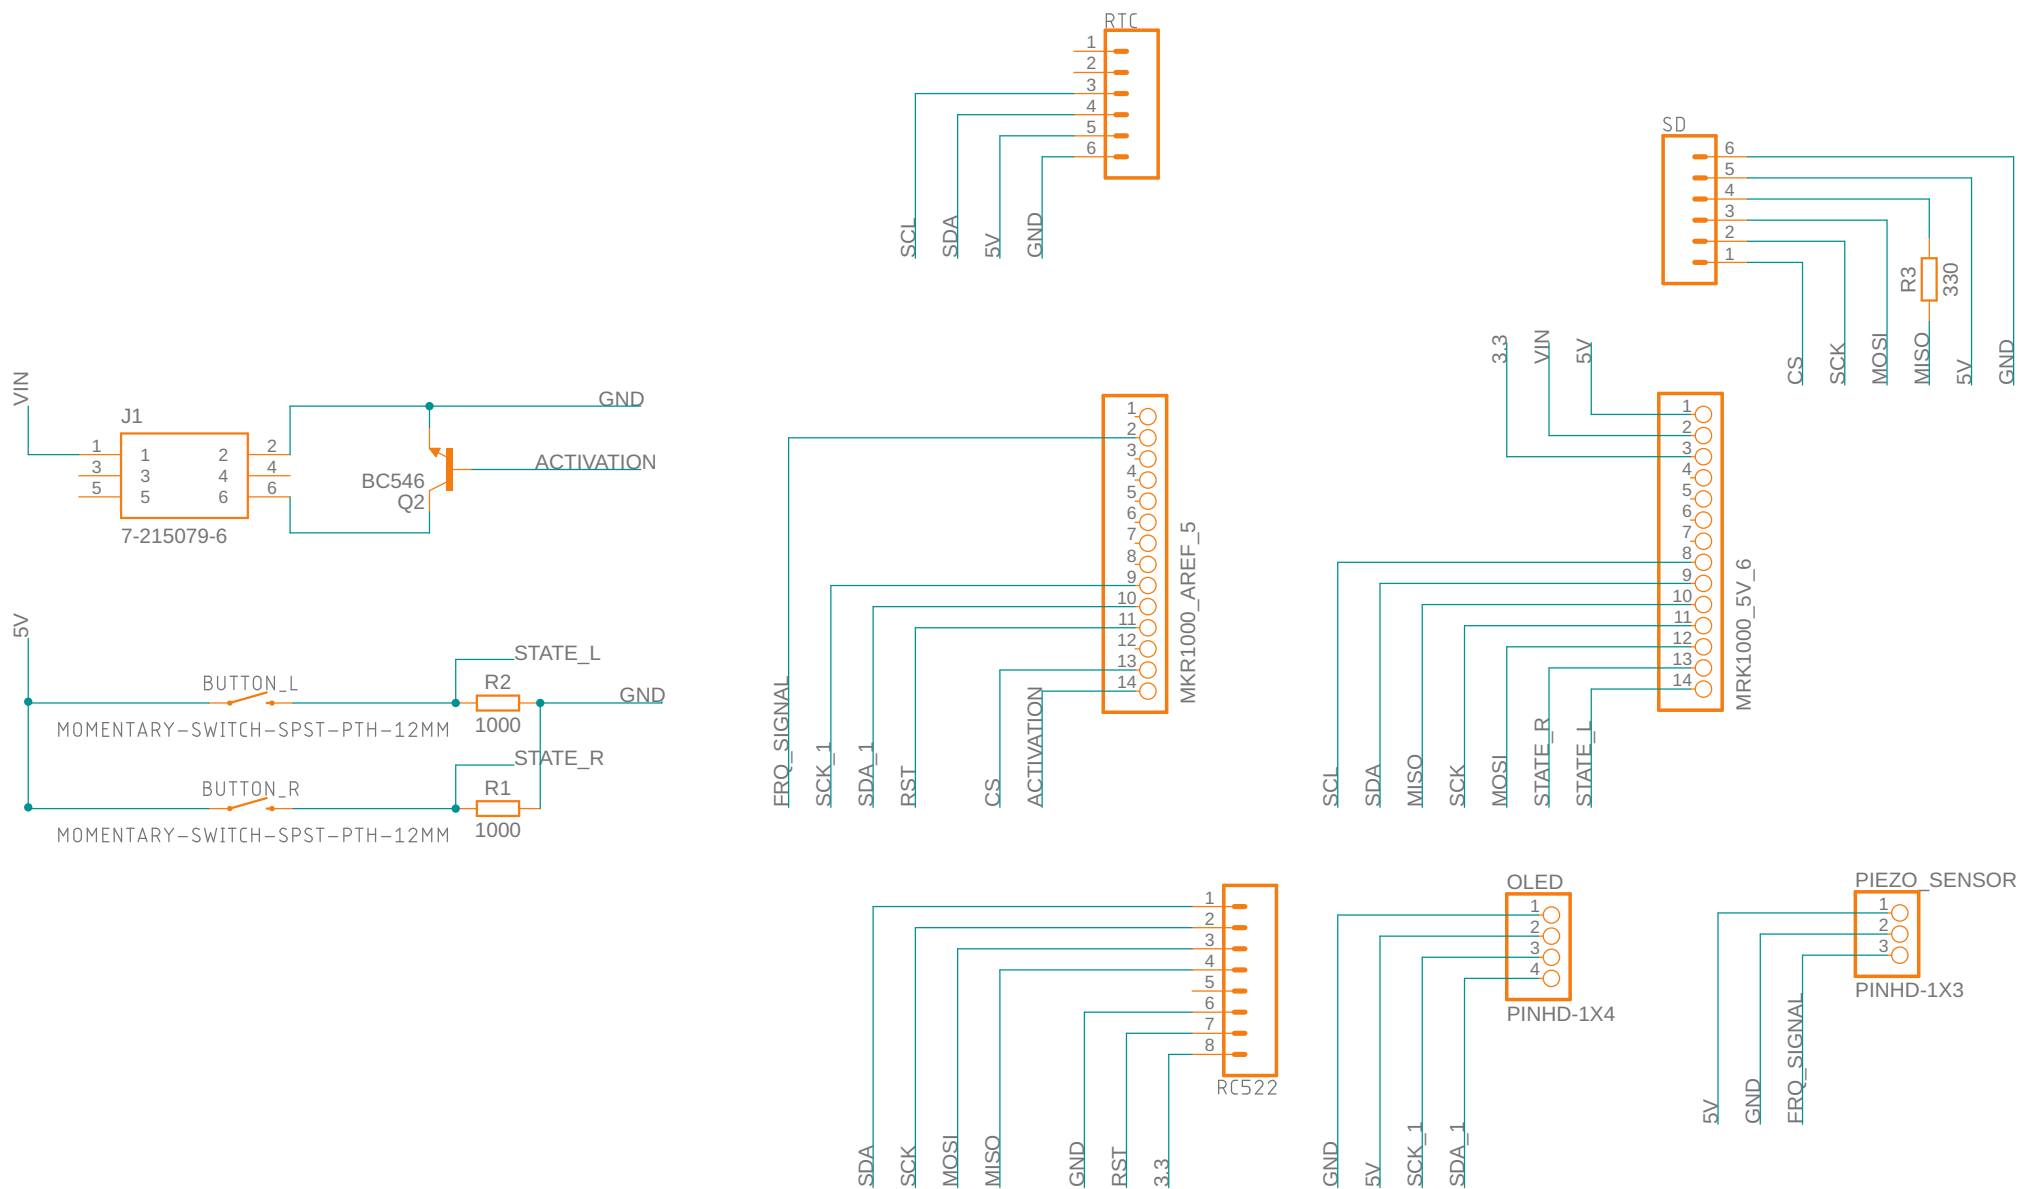 RTC
1
2
3
4
5
6
SCL
SDA
5V
GND
SD
6
5
4
3
2
1
R3
330
CS
SCK
MOSI
MISO
5V
GND
VIN
J1
1
3
5
1 2
3 4
5 6
2
4
6
7-215079-6
GND
ACTIVATION
BC546
Q2
5V
STATE_L
BUTTON_L
R2
GND
MOMENTARY-SWITCH-SPST-PTH-12MM
1000
STATE_R
BUTTON_R
R1
MOMENTARY-SWITCH-SPST-PTH-12MM
1000
1
2
3
4
5
6
7
8
9
10
11
12
13
14
MKR1000_AREF_5
FRQ_SIGNAL
SCK_1
SDA_1
RST
CS
ACTIVATION
3.3
VIN
5V
1
2
3
4
5
6
7
8
9
10
11
12
13
14
MRK1000_5V_6
SCL
SDA
MISO
SCK
MOSI
STATE_R
STATE_L
1
2
3
4
5
6
7
8
RC522
SDA
SCK
MOSI
MISO
GND
RST
3.3
OLED
1
2
3
4
PINHD-1X4
GND
5V
SCK_1
SDA_1
PIEZO_SENSOR
1
2
3
PINHD-1X3
5V
GND
FRQ_SIGNAL